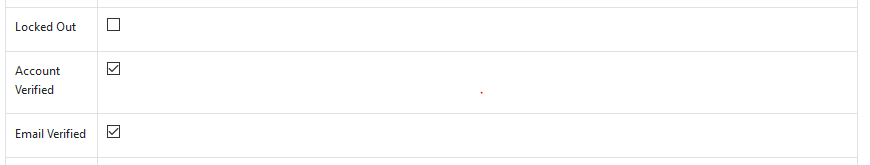 Locked Out
Account
Verified
Email Verified